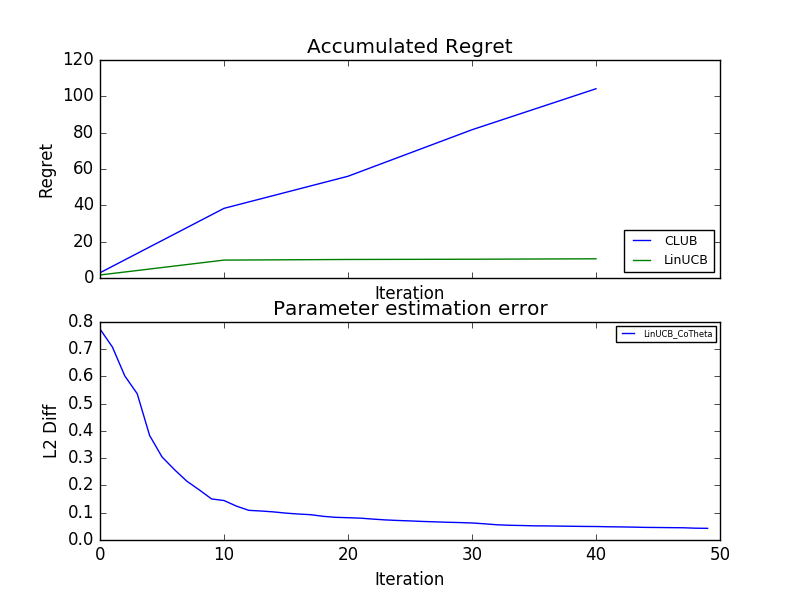 Accumulated Regret
120
100
80
60
40
20
0
Regret
CLUB
LinUCB
Iteration
Parameter estimation error
0.8
0.7
0.6
0.5
0.4
0.3
0.2
0.1
0.0
L2 Diff
LinUCB_CoTheta
0 10 20 30 40 50
Iteration